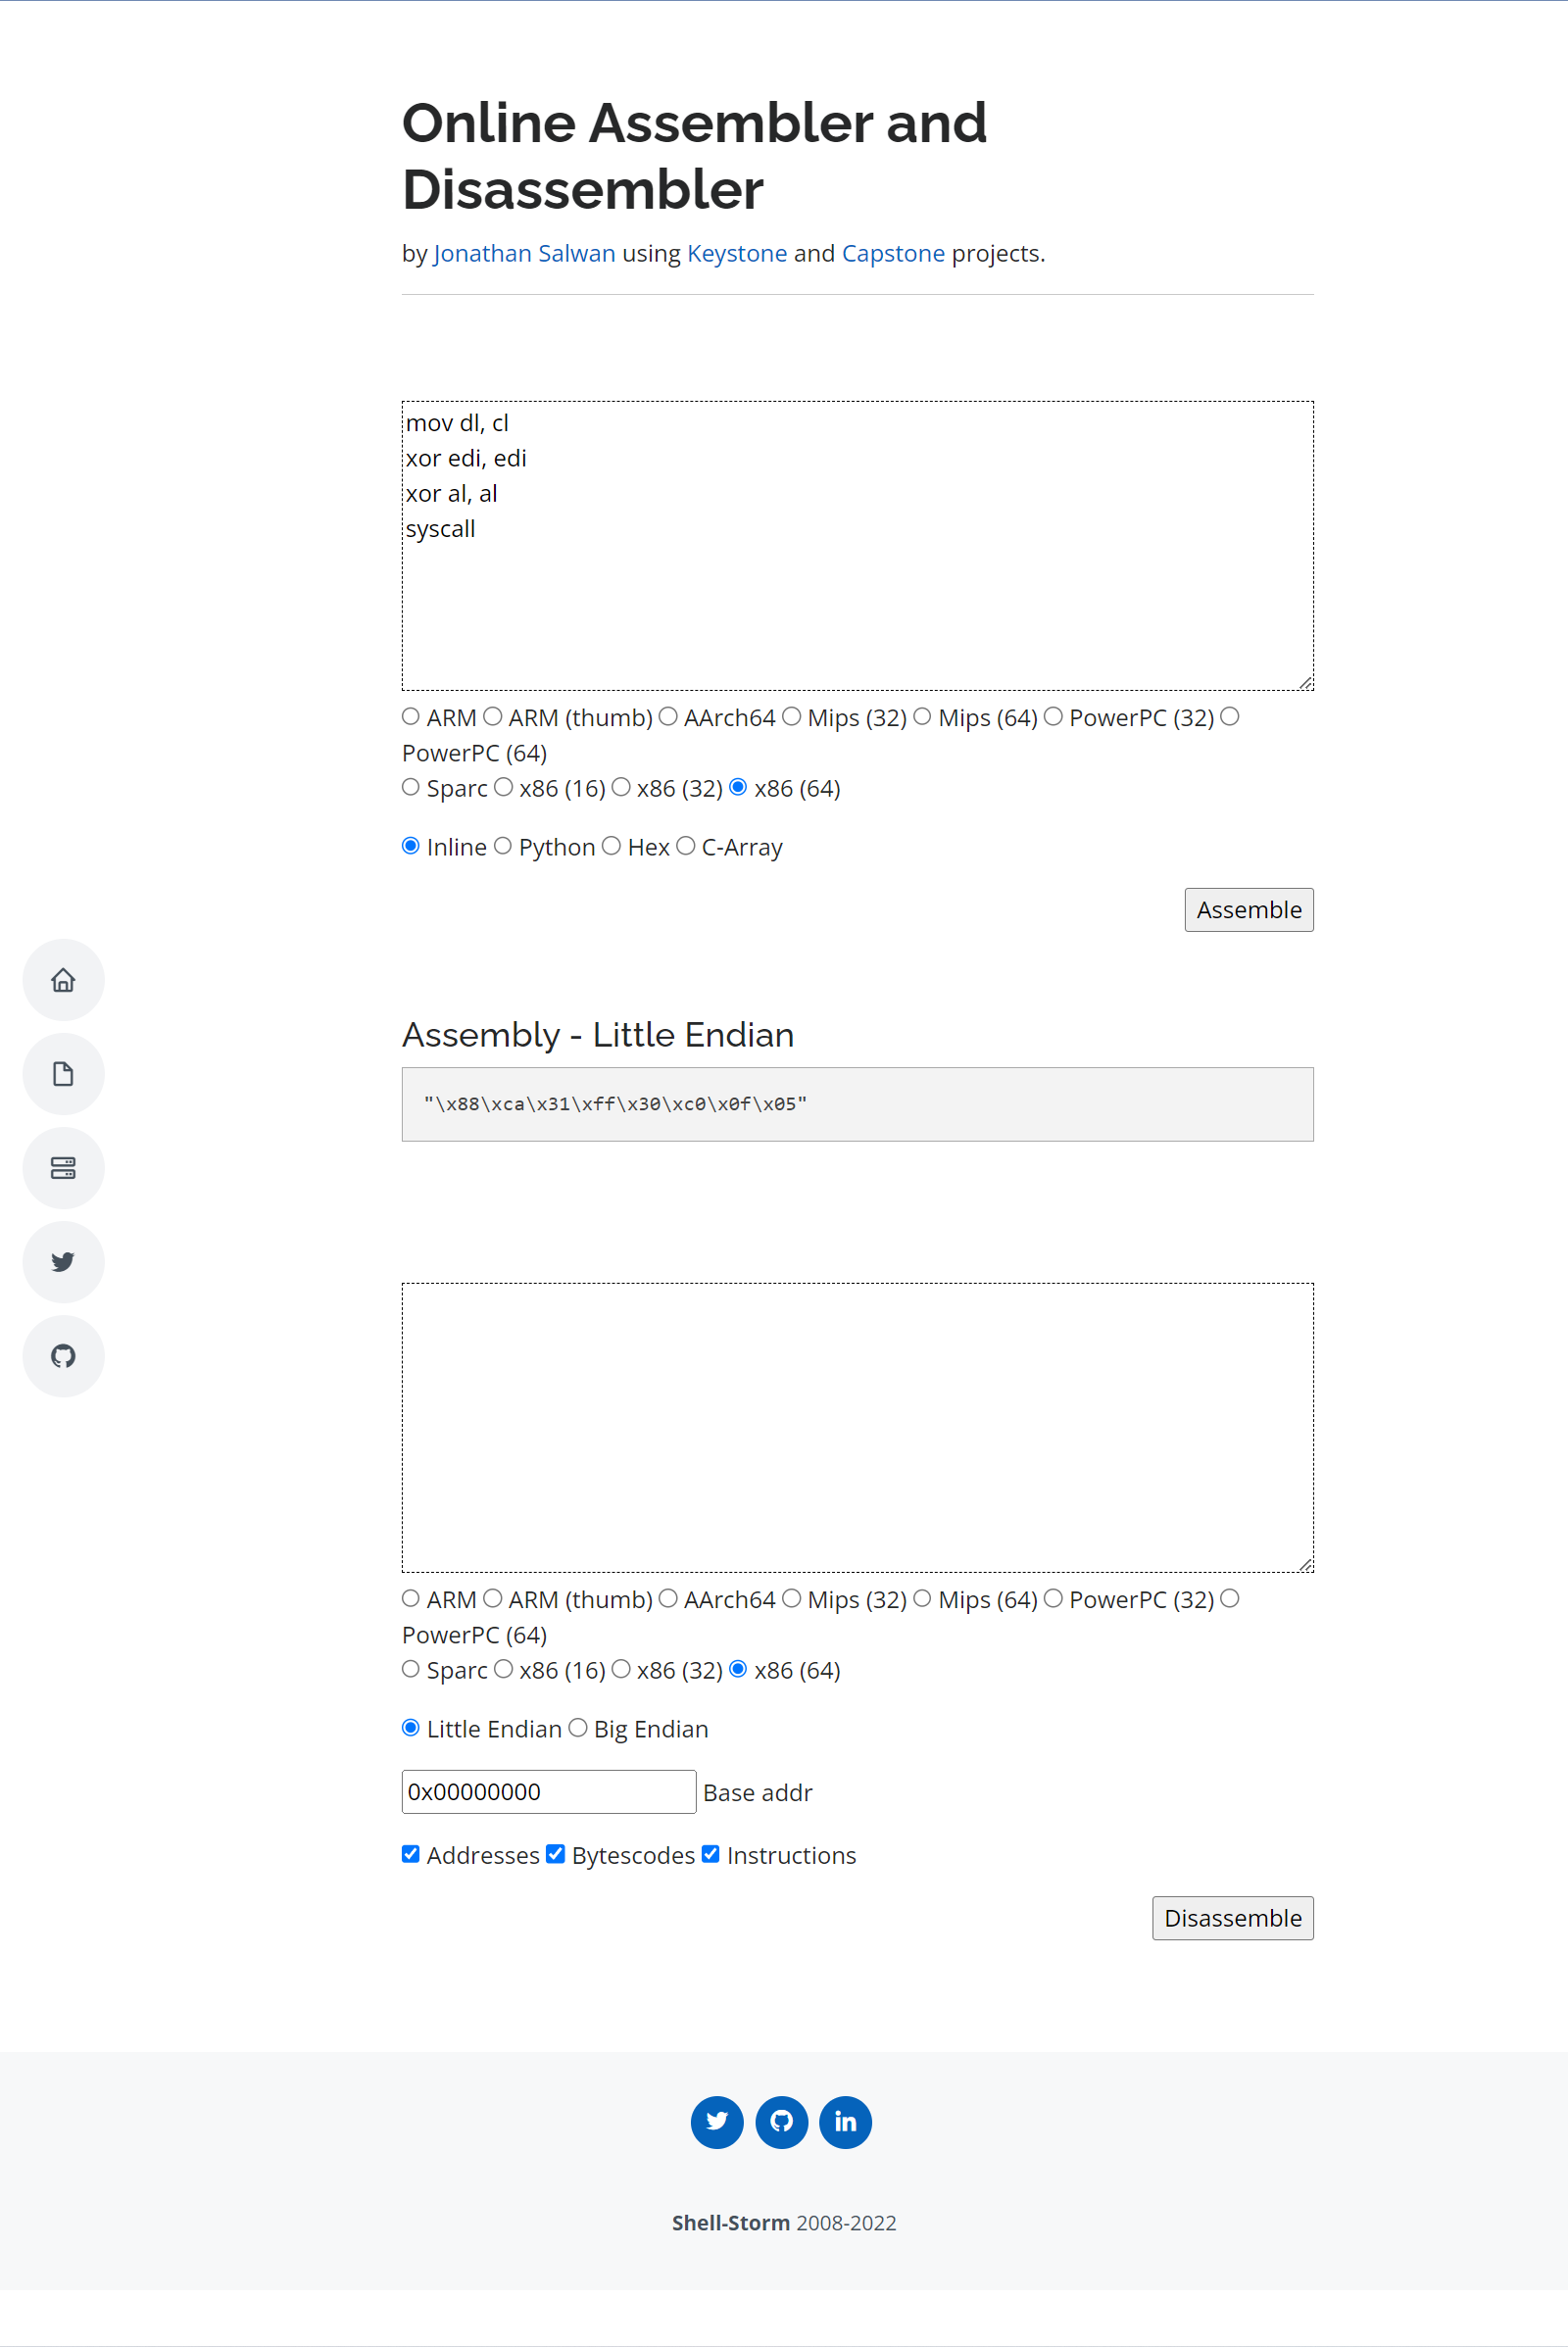 Online Assembler and
Disassembler
by Jonathan Salwan using Keystone and Capstone projects.
mov dl, cl
xor edi, edi
xor al, al
syscall
ARM ARM (thumb) AArch64 Mips (32) Mips (64) PowerPC (32)
PowerPC (64)
Sparc x86 (16) x86 (32) x86 (64)
Inline Python Hex C-Array
Assemble
Assembly - Little Endian
"\x88\xca\x31\xff\x30\xc0\x0f\x05"
ARM ARM (thumb) AArch64 Mips (32) Mips (64) PowerPC (32)
PowerPC (64)
Sparc x86 (16) x86 (32) x86 (64)
Little Endian Big Endian
0x00000000 Base addr
Addresses Bytescodes Instructions
Disassemble
Shell-Storm 2008-2022